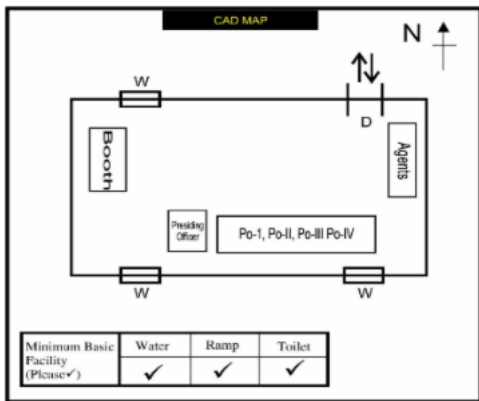 CAD MAP
N
W
D
Booth
Agents
Presiding
Officer
Po-1, Po-II, Po-III Po-IV
W
W
Minimum Basic
Facility
(Please✓)
Water
Ramp
Toilet
✓
✓
✓